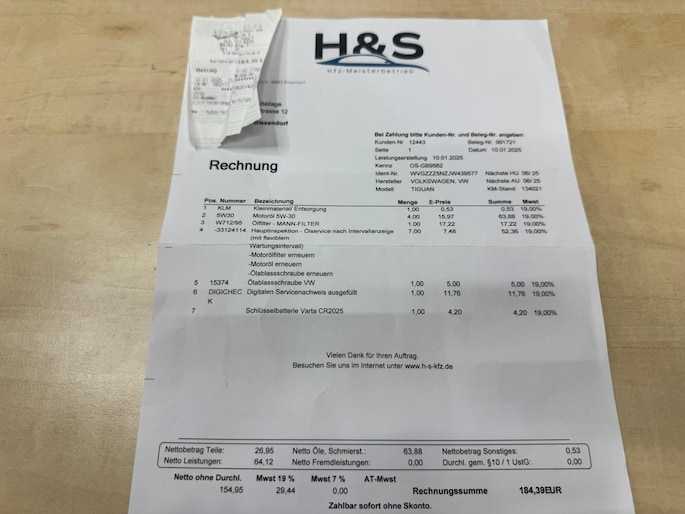 H&S
Kfz-Meisterbetrieb
Betrag
Beilage
strasse 12
Riesendorf
Bei Zahlung bitte Kunden-Nr. und Beleg-Nr. angeben
Kunden-Nr 12443 Beleg-Nr. 991721
Seite 1 Datum 10.01.2025
Leistungserstellung 10.01.2025
Kennz OS-GB9562
Ident-Nr WVGZZZ5NZJW439577 Nächste HU: 06/ 25
Hersteller VOLKSWAGEN, VW Nächste AU: 06/ 25
Modell TIGUAN KM-Stand: 134021
Rechnung
Pos. Nummer Bezeichnung Menge E-Preis Summe Mwst
1 KLM Kleinmaterial/ Entsorgung 1,00 0,53 0,53 19,00%
2 5W30 Motoröl 5W-30 4,00 15,97 63,88 19,00%
3 W712/95 Ölfilter - MANN-FILTER 1,00 17,22 17,22 19,00%
4 -33124114 Hauptinspektion - Ölservice nach Intervallanzeige 7,00 7,48 52,36 19,00%
(mit flexiblem
Wartungsintervall)
-Motorölfilter erneuern
-Motoröl erneuern
-Ölablassschraube erneuern
5 15374 Ölablassschraube VW 1,00 5,00 5,00 19,00%
6 DIGICHEC Digitalen Servicenachweis ausgefüllt 1,00 11,76 11,76 19,00%
K
7 Schlüsselbatterie Varta CR2025 1,00 4,20 4,20 19,00%
Vielen Dank für Ihren Auftrag.
Besuchen Sie uns im Internet unter www.h-s-kfz.de
Nettobetrag Teile: 26,95 Netto Öle, Schmierst.: 63,88 Nettobetrag Sonstiges: 0,53
Netto Leistungen: 64,12 Netto Fremdleistungen: 0,00 Durchl. gem. §10 / 1 UstG: 0,00
Netto ohne Durchl. Mwst 19 % Mwst 7 % AT-Mwst
154,95 29,44 0,00 Rechnungssumme 184,39EUR
Zahlbar sofort ohne Skonto.